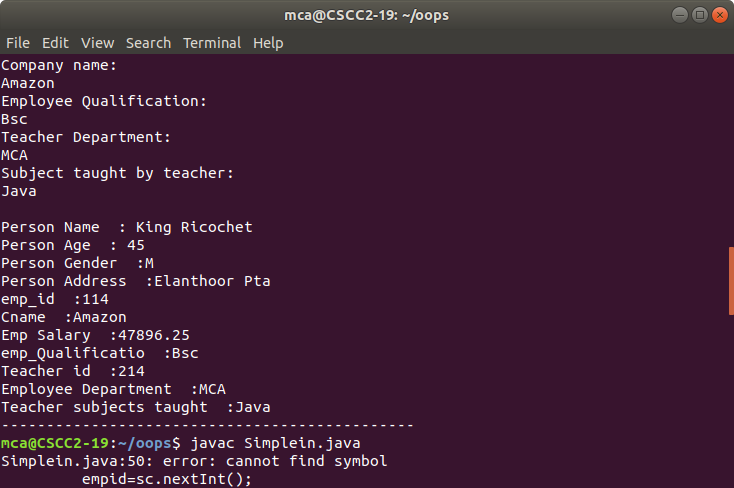 mca@CSCC2-19: ~/oops
File Edit View Search Terminal Help
Company name:
Amazon
Employee Qualification:
Bsc
Teacher Department:
MCA
Subject taught by teacher:
Java
Person Name  : King Ricochet
Person Age  : 45
Person Gender  :M
Person Address  :Elanthoor Pta
emp_id  :114
Cname  :Amazon
Emp Salary  :47896.25
emp_Qualificatio  :Bsc
Teacher id  :214
Employee Department  :MCA
Teacher subjects taught  :Java
----------------------------------------------
mca@CSCC2-19:~/oops$ javac Simplein.java
Simplein.java:50: error: cannot find symbol
         empid=sc.nextInt();